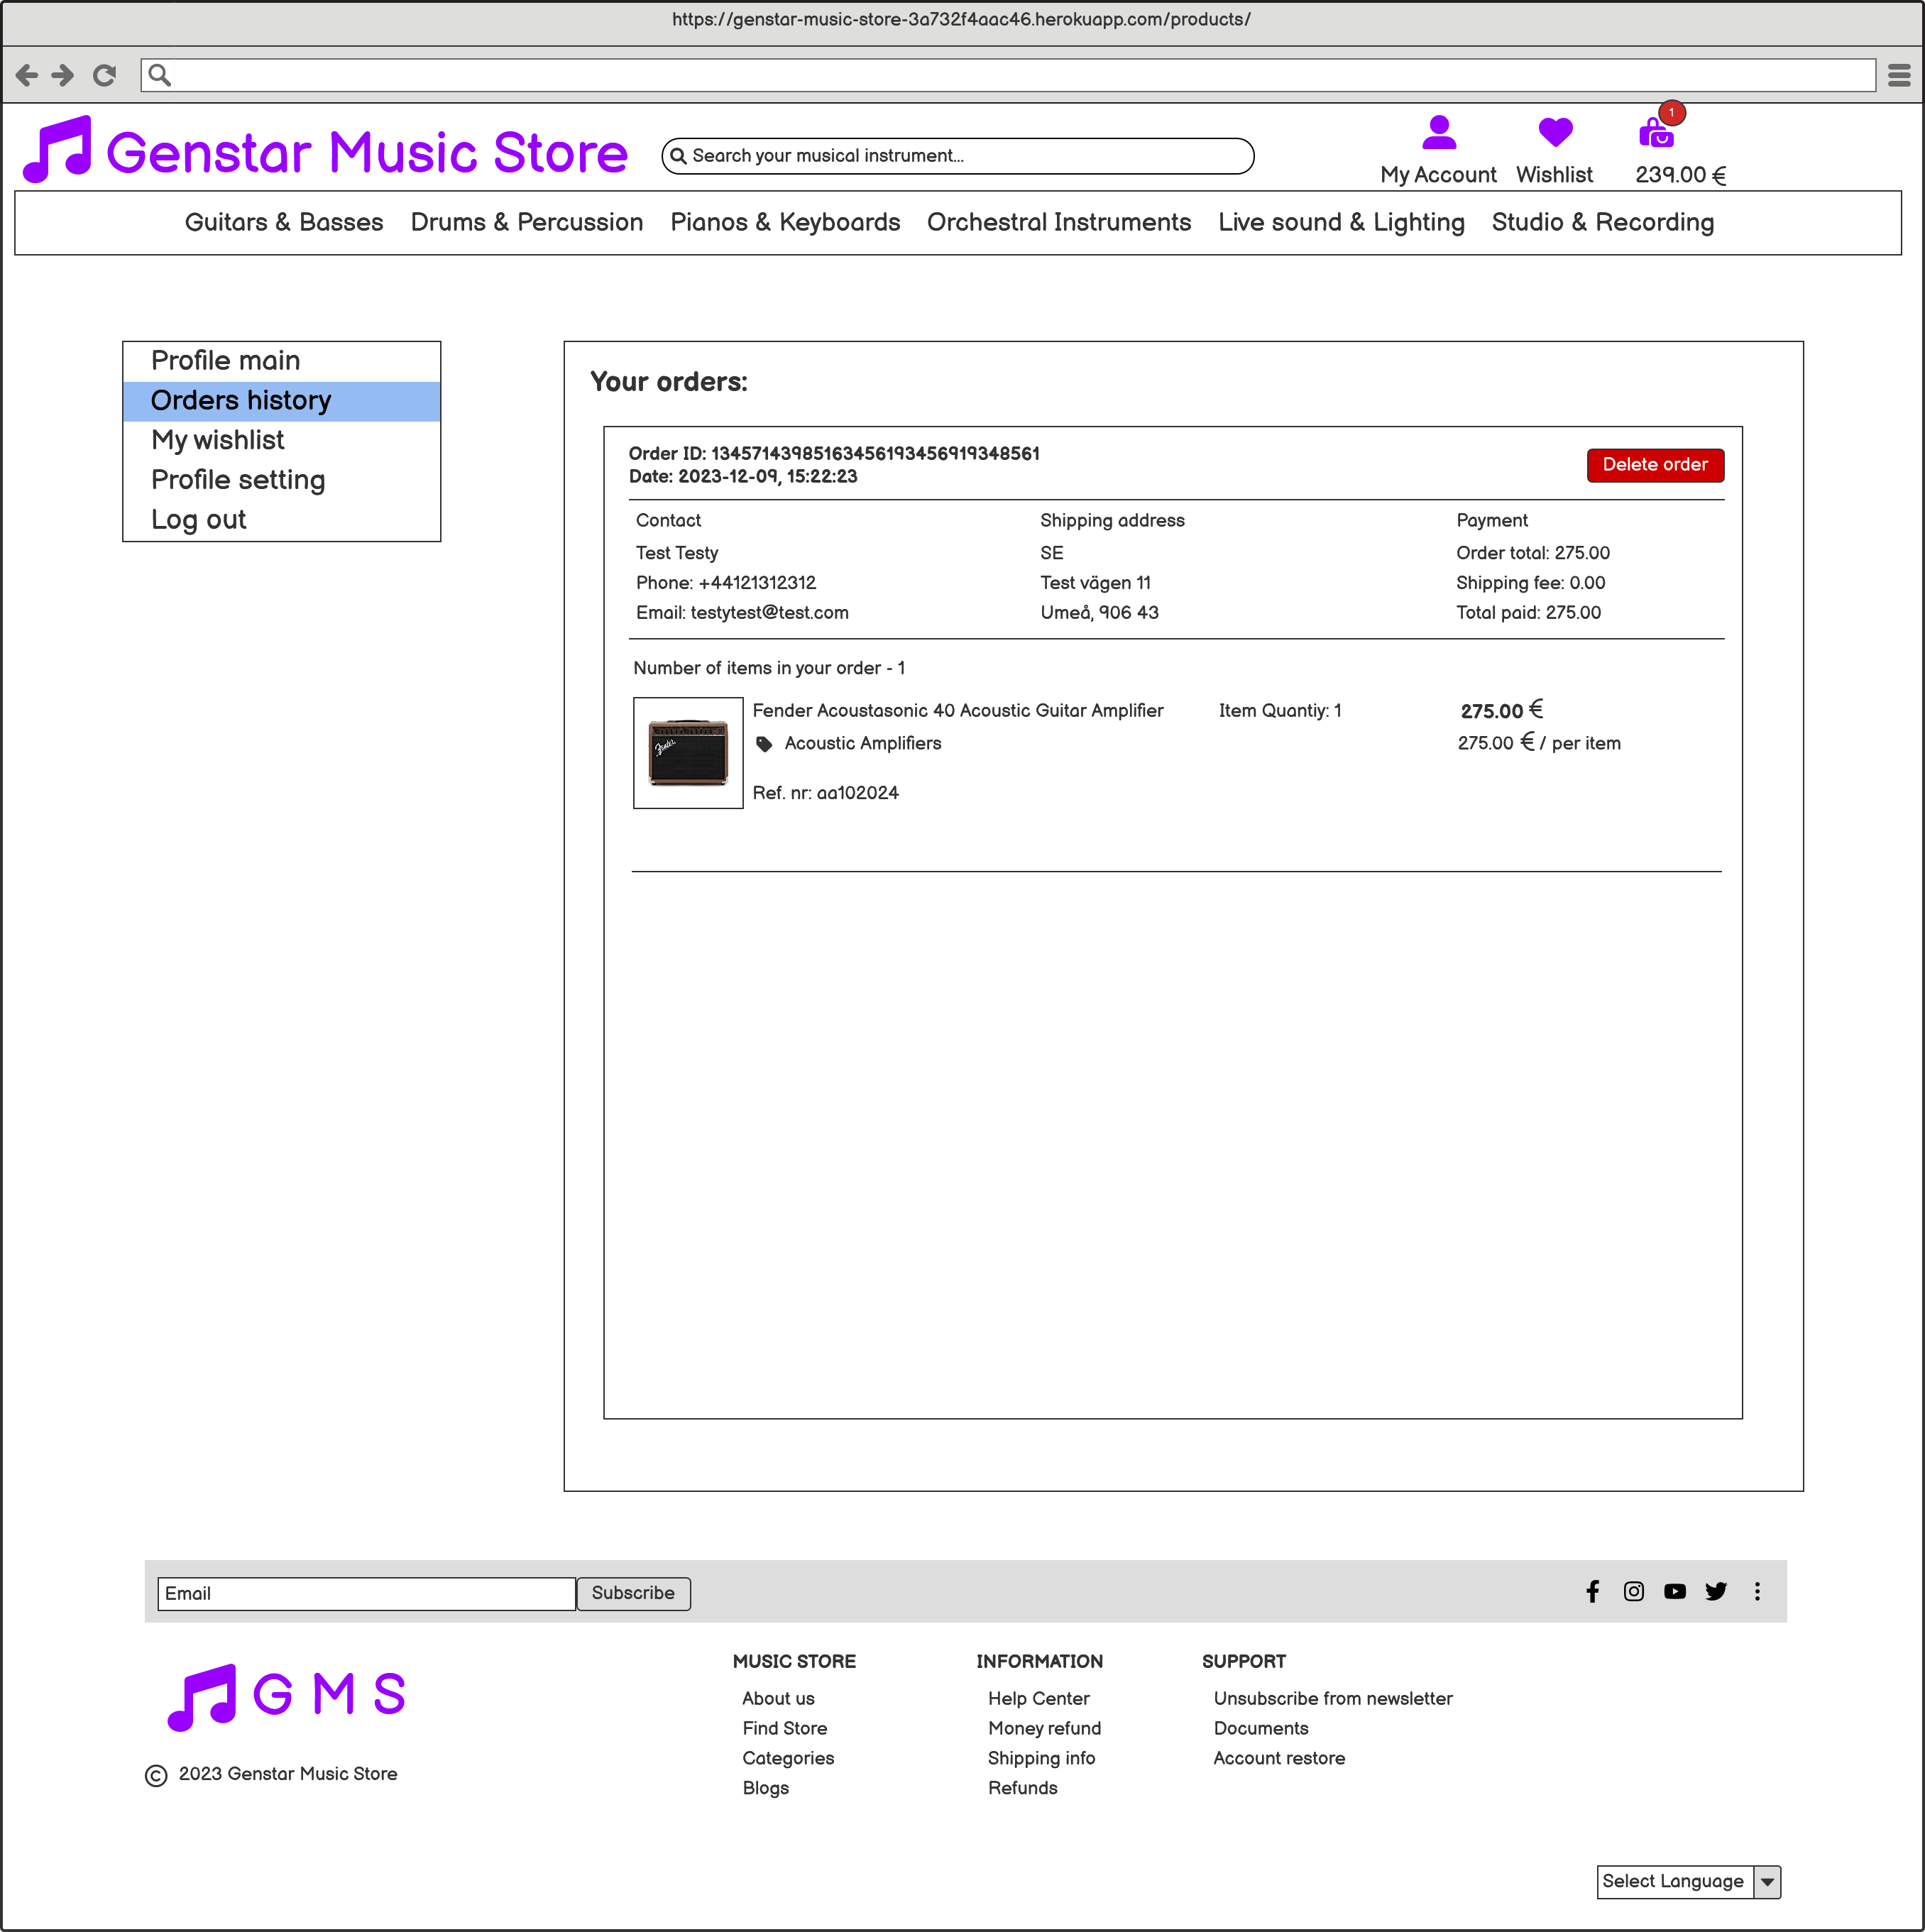 https://genstar-music-store-3a732f4aac46.herokuapp.com/products/
Genstar Music Store
Search your musical instrument...
1
My Account Wishlist 239.00 €
Guitars & Basses Drums & Percussion Pianos & Keyboards Orchestral Instruments Live sound & Lighting Studio & Recording
Profile main
Orders history
My wishlist
Profile setting
Log out
Your orders:
Order ID: 13457143985163456193456919348561
Date: 2023-12-09, 15:22:23
Delete order
Contact
Test Testy
Phone: +44121312312
Email: testytest@test.com
Shipping address
SE
Test vägen 11
Umeå, 906 43
Payment
Order total: 275.00
Shipping fee: 0.00
Total paid: 275.00
Number of items in your order - 1
Fender
Fender Acoustasonic 40 Acoustic Guitar Amplifier
Acoustic Amplifiers
Ref. nr: aa102024
Item Quantiy: 1
275.00 €
275.00 € / per item
Email
Subscribe
G M S
© 2023 Genstar Music Store
MUSIC STORE
About us
Find Store
Categories
Blogs
INFORMATION
Help Center
Money refund
Shipping info
Refunds
SUPPORT
Unsubscribe from newsletter
Documents
Account restore
Select Language